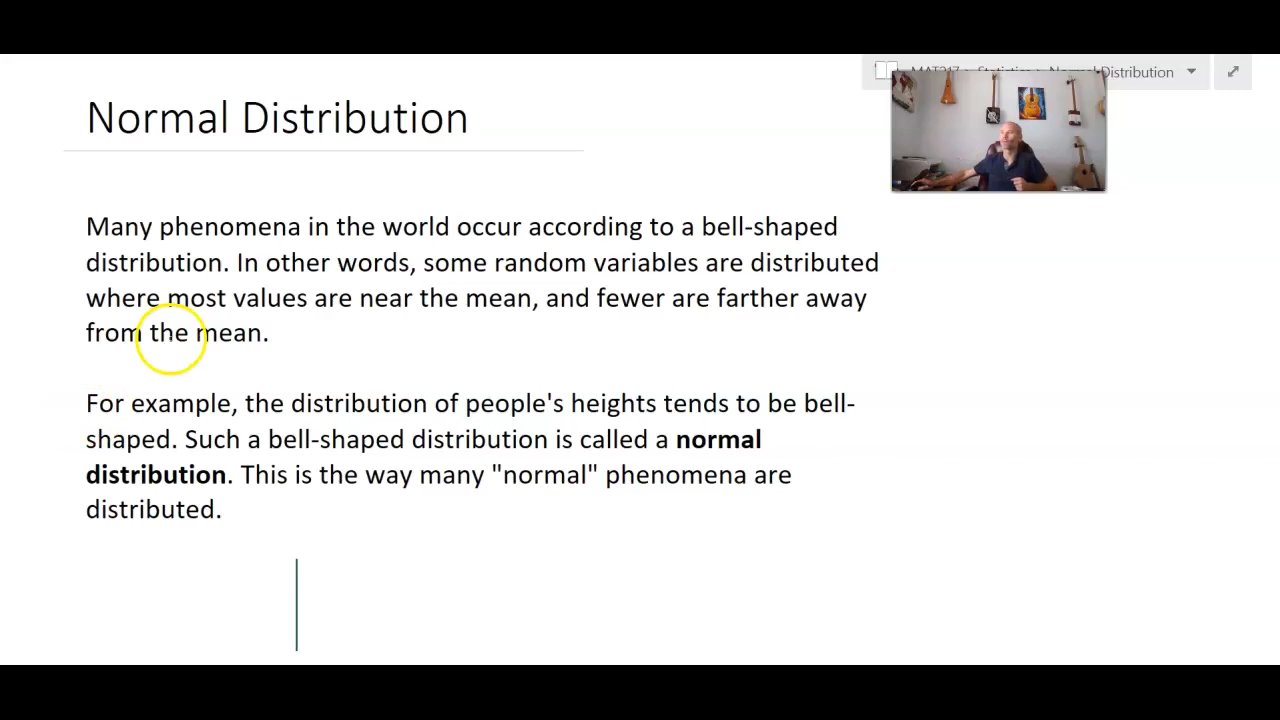 Normal Distribution
Many phenomena in the world occur according to a bell-shaped
distribution. In other words, some random variables are distributed
where most values are near the mean, and fewer are farther away
from the mean.
For example, the distribution of people's heights tends to be bell-
shaped. Such a bell-shaped distribution is called a normal
distribution. This is the way many "normal" phenomena are
distributed.
Distribution